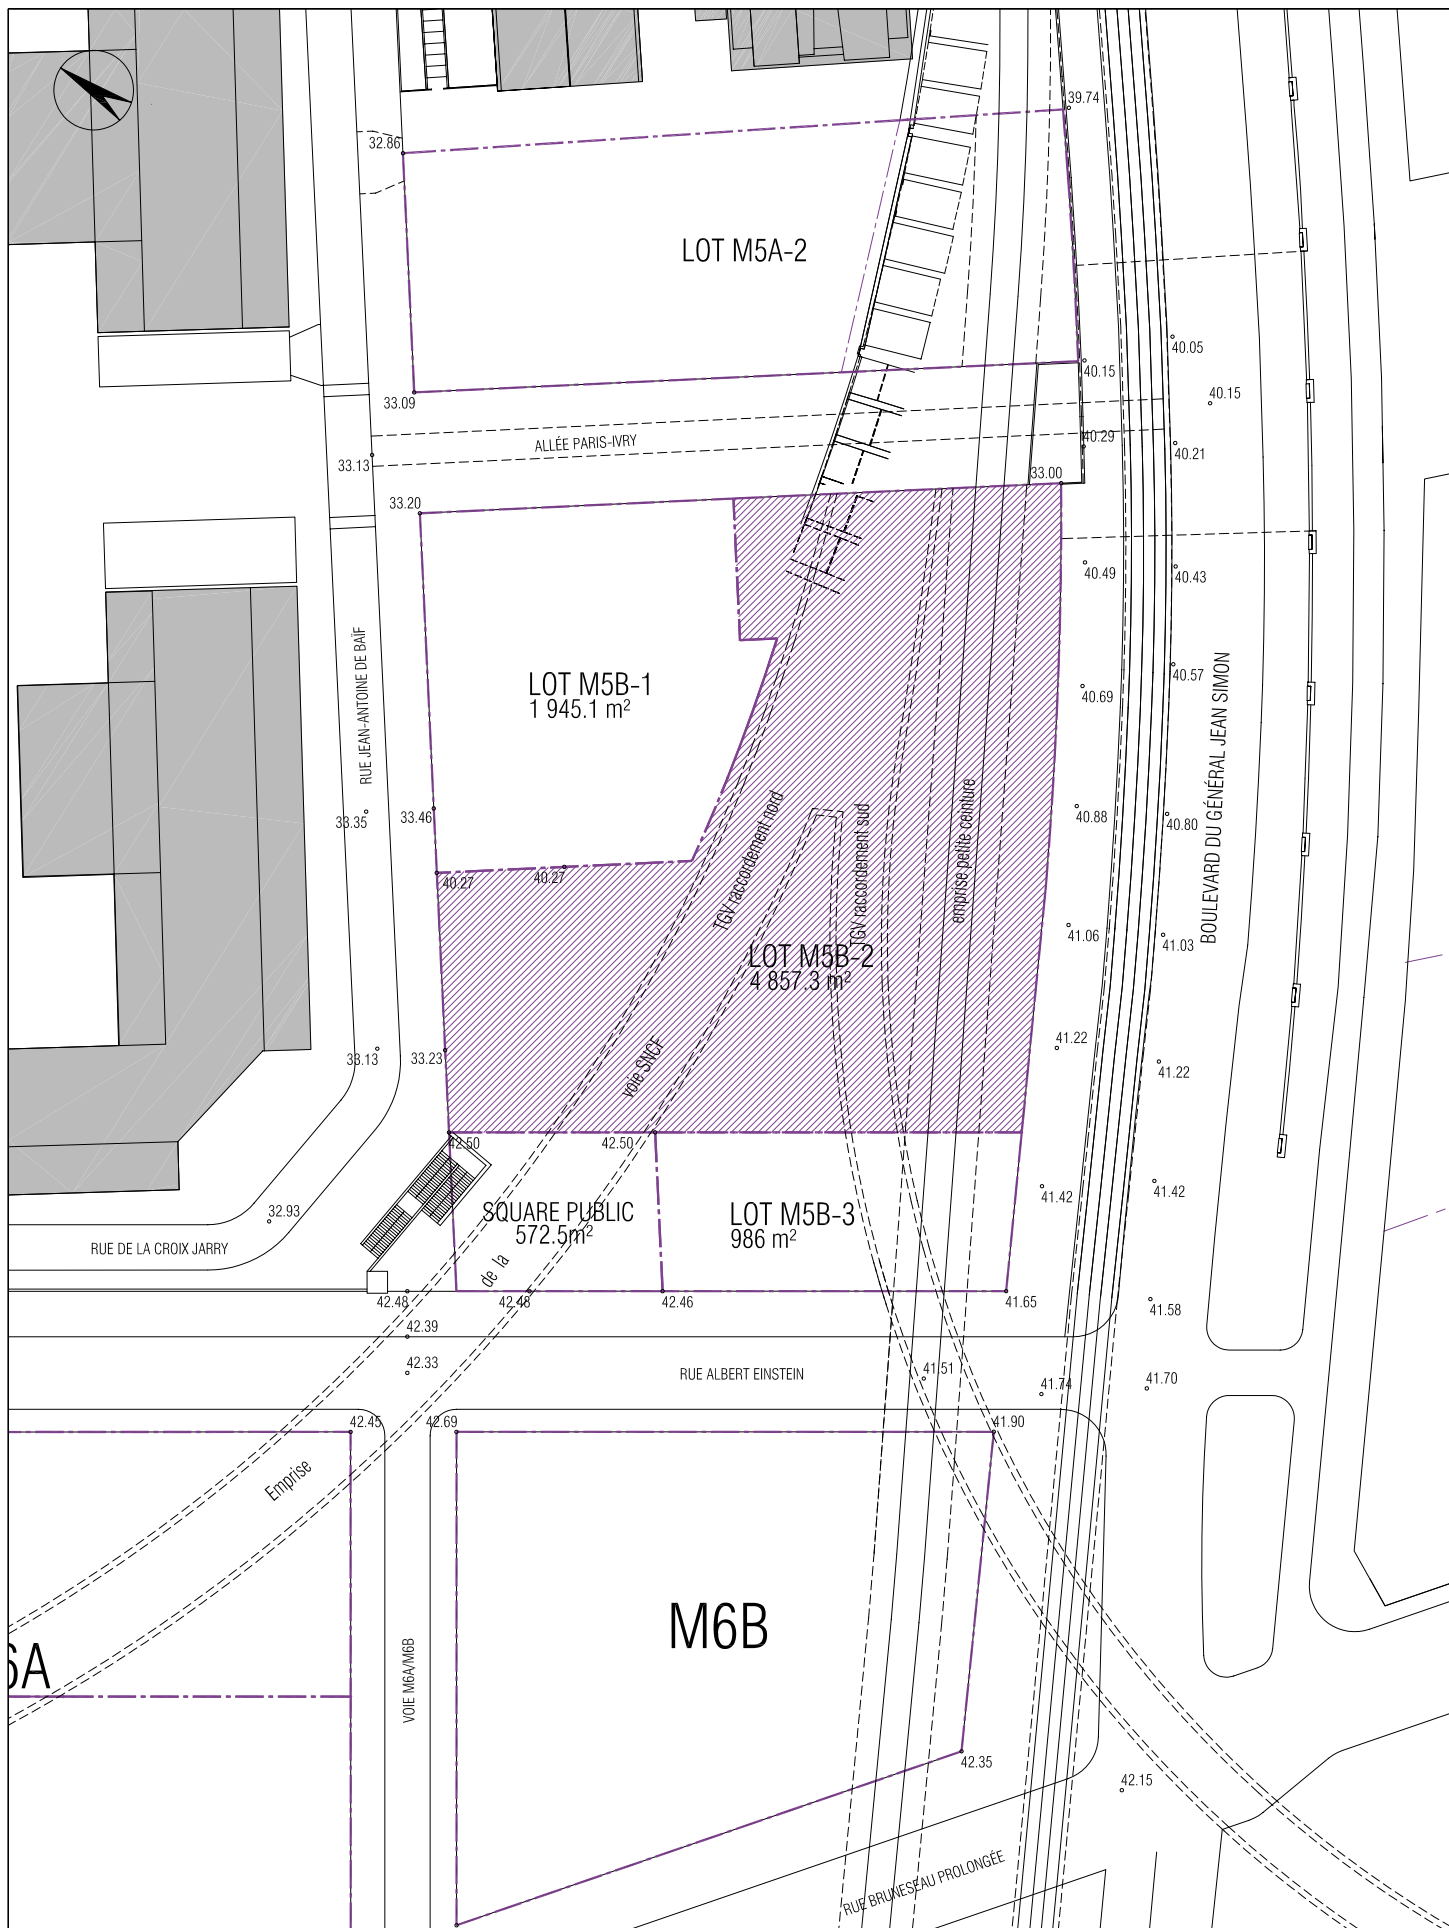 39.74
32.86
LOT M5A-2
40.05
40.15
40.15
33.09
ALLÉE PARIS-IVRY
40.29
40.21
33.13
33.00
33.20
40.49
40.43
RUE JEAN-ANTOINE DE BAÏF
BOULEVARD DU GÉNÉRAL JEAN SIMON
40.57
LOT M5B-1
1 945.1 m²
40.69
33.35
33.46
TGV raccordement nord
TGV raccordement sud
emprise petite ceinture
40.88
40.80
40.27
40.27
41.06
41.03
LOT M5B-2
4 857.3 m²
33.13
33.23
voie SNCF
41.22
41.22
42.50
42.50
41.42
41.42
32.93
SQUARE PUBLIC
572.5m²
LOT M5B-3
986 m²
RUE DE LA CROIX JARRY
de la
42.48
42.48
42.46
41.65
41.58
42.39
42.33
RUE ALBERT EINSTEIN
41.51
41.74
41.70
42.45
42.69
41.90
Emprise
M6B
6A
VOIE M6A/M6B
42.35
42.15
RUE BRUNESEAU PROLONGÉE